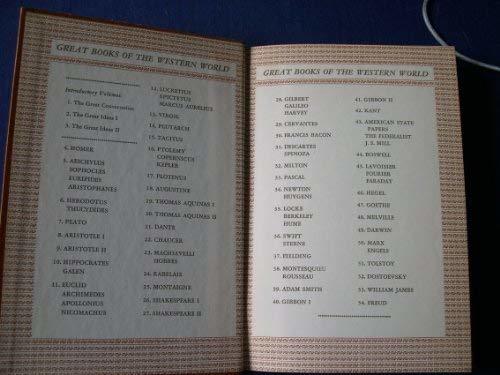 GREAT BOOKS OF THE WESTERN WORLD
Introductory Volumes:
1. The Great Conversation
2. The Great Ideas I
3. The Great Ideas II
4. HOMER
5. AESCHYLUS
SOPHOCLES
EURIPIDES
ARISTOPHANES
6. HERODOTUS
THUCYDIDES
7. PLATO
8. ARISTOTLE I
9. ARISTOTLE II
10. HIPPOCRATES
GALEN
11. EUCLID
ARCHIMEDES
APOLLONIUS
NICOMACHUS
12. LUCRETIUS
EPICTETUS
MARCUS AURELIUS
13. VIRGIL
14. PLUTARCH
15. TACITUS
16. PTOLEMY
COPERNICUS
KEPLER
17. PLOTINUS
18. AUGUSTINE
19. THOMAS AQUINAS I
20. THOMAS AQUINAS II
21. DANTE
22. CHAUCER
23. MACHIAVELLI
HOBBES
24. RABELAIS
25. MONTAIGNE
26. SHAKESPEARE I
27. SHAKESPEARE II
GREAT BOOKS OF THE WESTERN WORLD
28. GILBERT
GALILEO
HARVEY
29. CERVANTES
30. FRANCIS BACON
31. DESCARTES
SPINOZA
32. MILTON
33. PASCAL
34. NEWTON
HUYGENS
35. LOCKE
BERKELEY
HUME
36. SWIFT
STERNE
37. FIELDING
38. MONTESQUIEU
ROUSSEAU
39. ADAM SMITH
40. GIBBON I
41. GIBBON II
42. KANT
43. AMERICAN STATE
PAPERS
THE FEDERALIST
J. S. MILL
44. BOSWELL
45. LAVOISIER
FOURIER
FARADAY
46. HEGEL
47. GOETHE
48. MELVILLE
49. DARWIN
50. MARX
ENGELS
51. TOLSTOY
52. DOSTOEVSKY
53. WILLIAM JAMES
54. FREUD